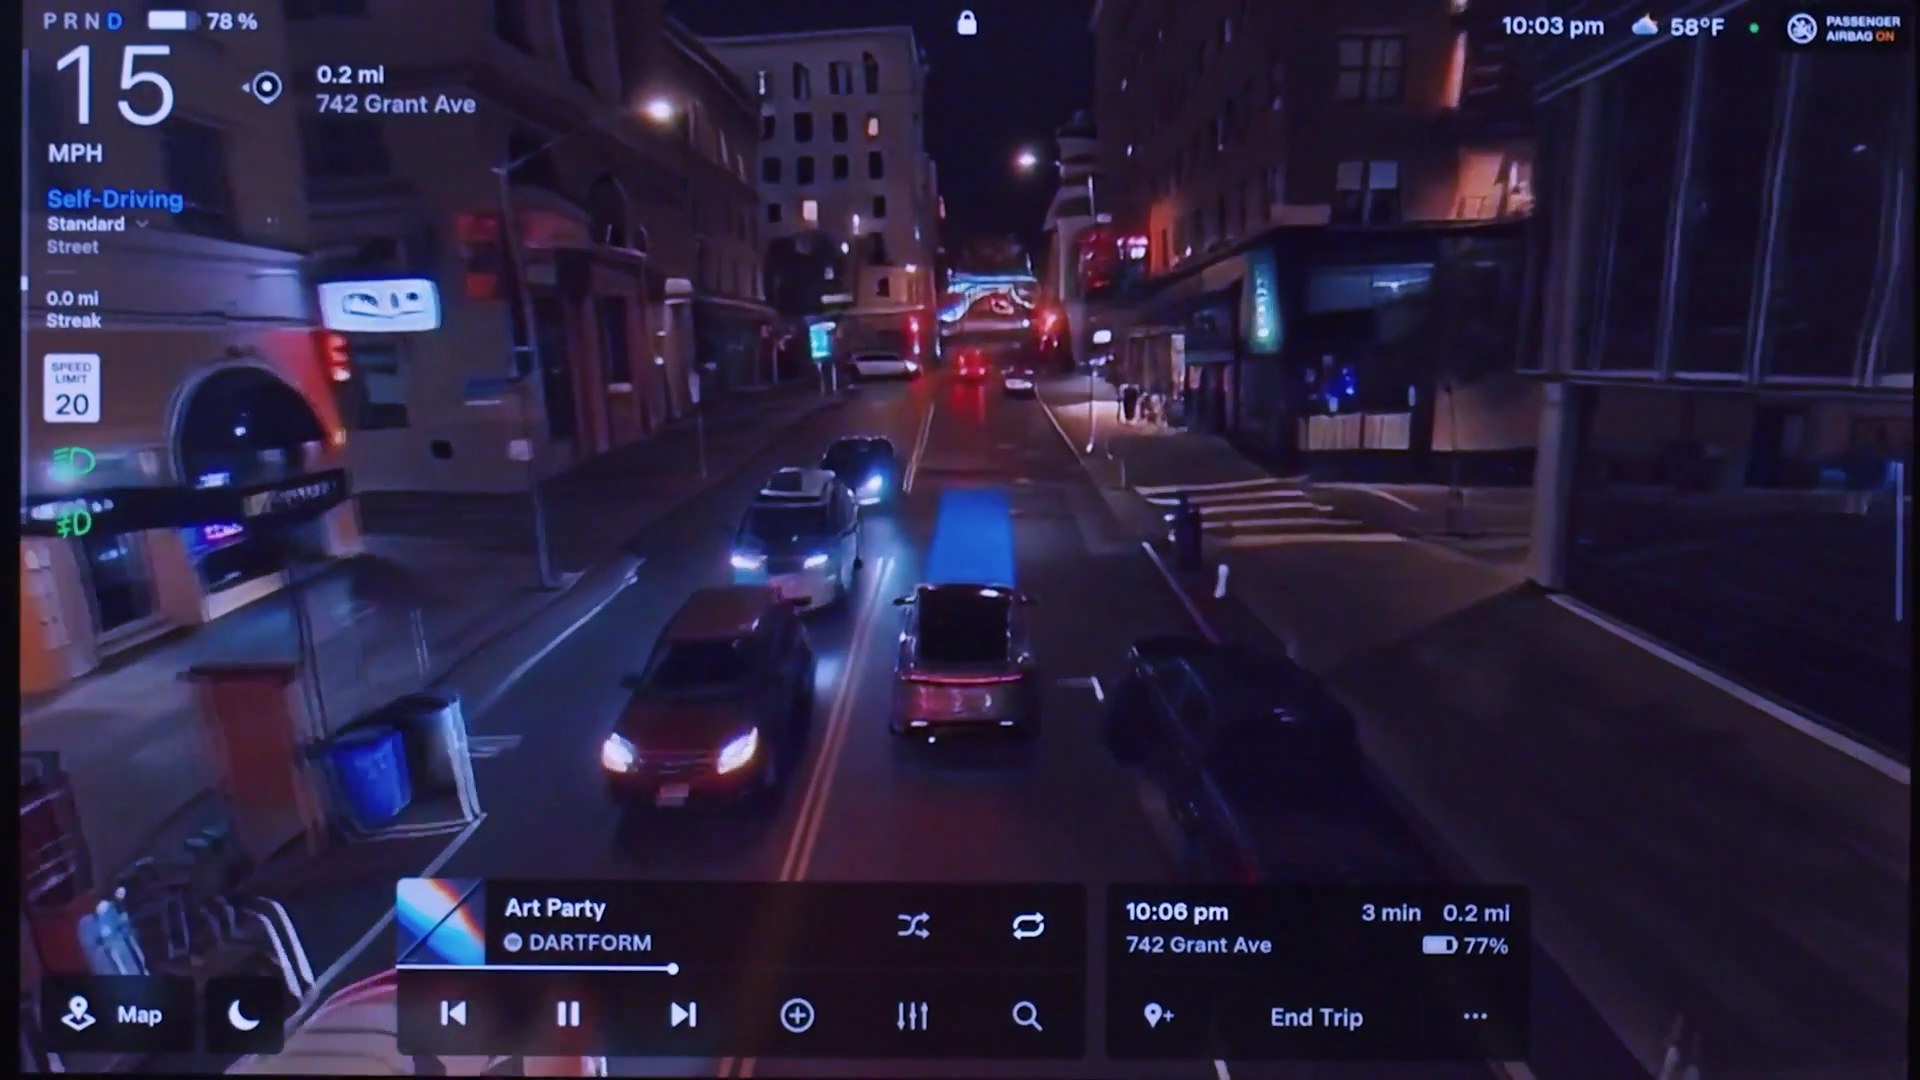 P R N D 78 %
10:03 pm 58°F
PASSENGER
AIRBAG ON
15
MPH
0.2 mi
742 Grant Ave
Self-Driving
Standard
Street
0.0 mi
Streak
SPEED
LIMIT
20
Art Party
DARTFORM
10:06 pm 3 min 0.2 mi
742 Grant Ave 77%
Map
End Trip